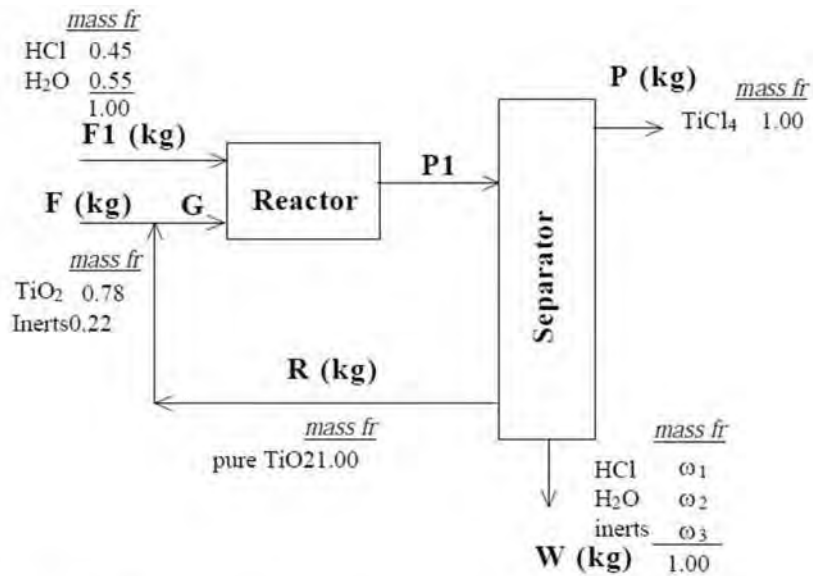 mass fr
HCl 0.45
H₂O 0.55
1.00
F1 (kg)
F (kg) G
Reactor
P1
mass fr
TiO₂ 0.78
Inerts0.22
R (kg)
mass fr
pure TiO21.00
Separator
P (kg)
mass fr
TiCl₄ 1.00
mass fr
HCl ω₁
H₂O ω₂
inerts ω₃
W (kg) 1.00